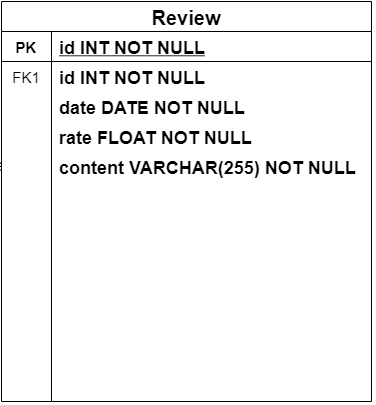 Review
PK id INT NOT NULL
FK1 id INT NOT NULL
date DATE NOT NULL
rate FLOAT NOT NULL
content VARCHAR(255) NOT NULL